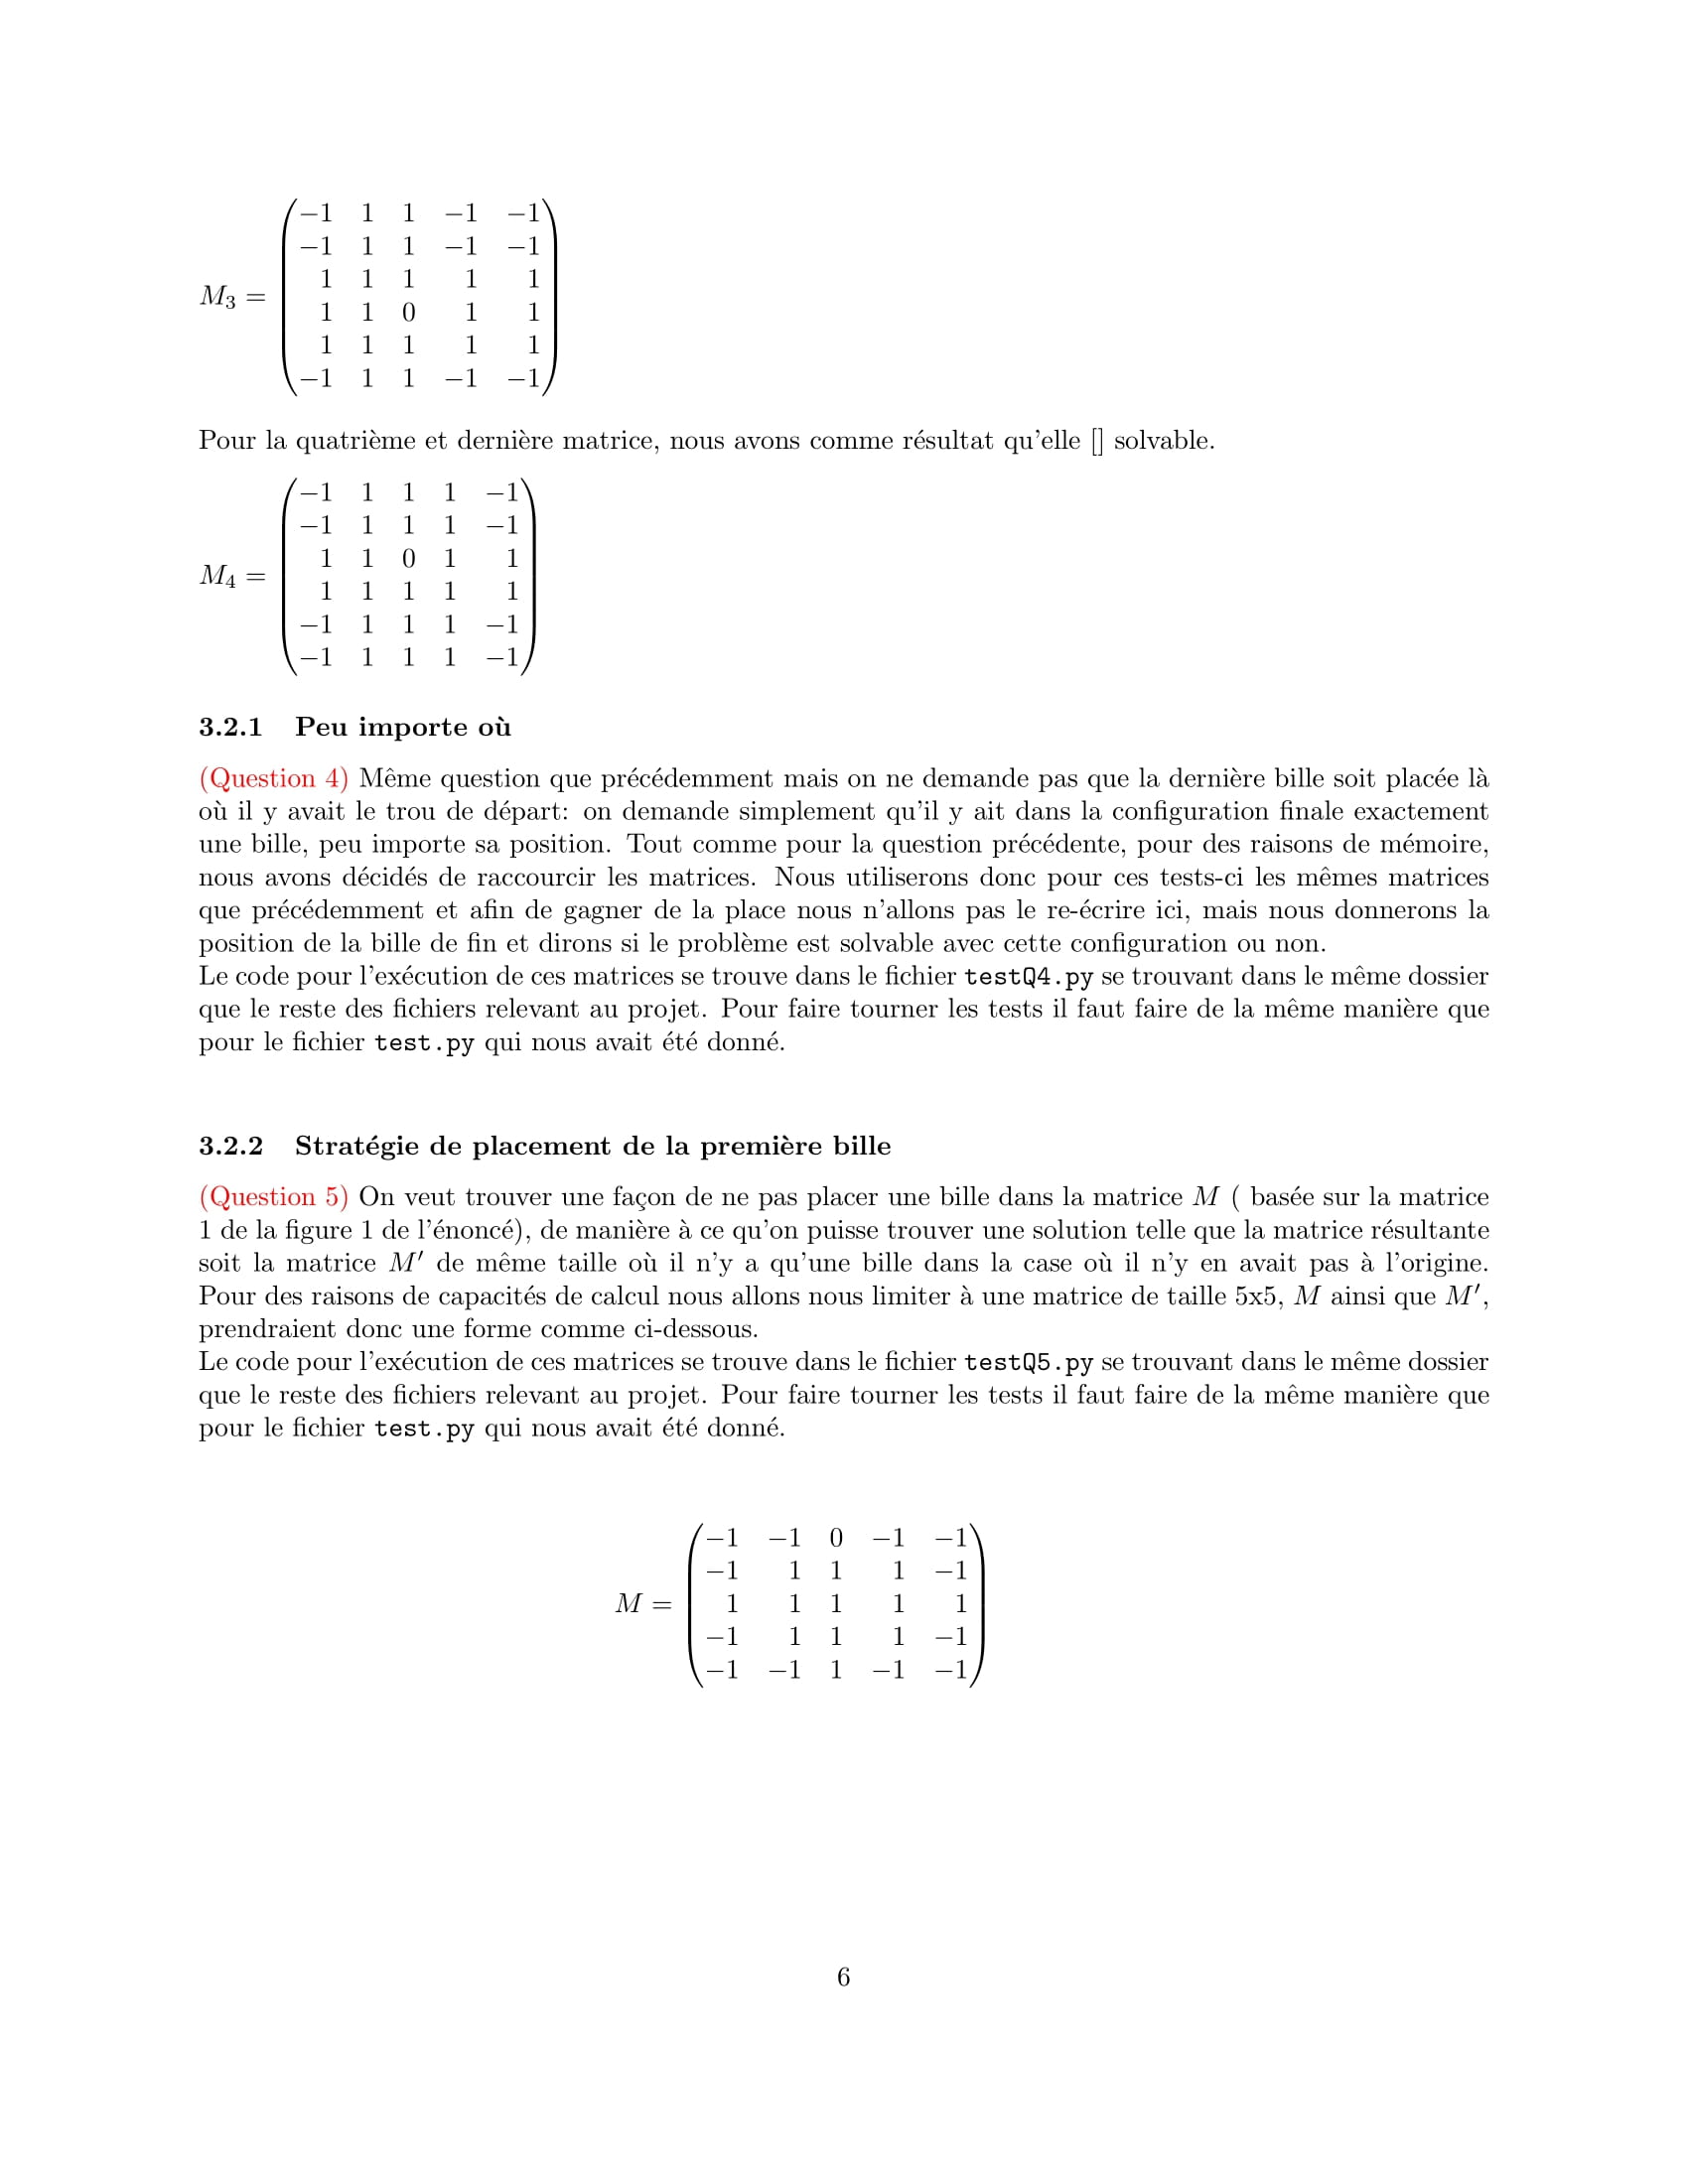 M₃ =
−1 1 1 −1 −1
−1 1 1 −1 −1
1 1 1 1 1
1 1 0 1 1
1 1 1 1 1
−1 1 1 −1 −1
Pour la quatrième et dernière matrice, nous avons comme résultat qu'elle [] solvable.
M₄ =
−1 1 1 1 −1
−1 1 1 1 −1
1 1 0 1 1
1 1 1 1 1
−1 1 1 1 −1
−1 1 1 1 −1
3.2.1 Peu importe où
(Question 4) Même question que précédemment mais on ne demande pas que la dernière bille soit placée là
où il y avait le trou de départ: on demande simplement qu'il y ait dans la configuration finale exactement
une bille, peu importe sa position. Tout comme pour la question précédente, pour des raisons de mémoire,
nous avons décidés de raccourcir les matrices. Nous utiliserons donc pour ces tests-ci les mêmes matrices
que précédemment et afin de gagner de la place nous n'allons pas le re-écrire ici, mais nous donnerons la
position de la bille de fin et dirons si le problème est solvable avec cette configuration ou non.
Le code pour l'exécution de ces matrices se trouve dans le fichier testQ4.py se trouvant dans le même dossier
que le reste des fichiers relevant au projet. Pour faire tourner les tests il faut faire de la même manière que
pour le fichier test.py qui nous avait été donné.
3.2.2 Stratégie de placement de la première bille
(Question 5) On veut trouver une façon de ne pas placer une bille dans la matrice M ( basée sur la matrice
1 de la figure 1 de l'énoncé), de manière à ce qu'on puisse trouver une solution telle que la matrice résultante
soit la matrice M′ de même taille où il n'y a qu'une bille dans la case où il n'y en avait pas à l'origine.
Pour des raisons de capacités de calcul nous allons nous limiter à une matrice de taille 5x5, M ainsi que M′,
prendraient donc une forme comme ci-dessous.
Le code pour l'exécution de ces matrices se trouve dans le fichier testQ5.py se trouvant dans le même dossier
que le reste des fichiers relevant au projet. Pour faire tourner les tests il faut faire de la même manière que
pour le fichier test.py qui nous avait été donné.
M =
−1 −1 0 −1 −1
−1 1 1 1 −1
1 1 1 1 1
−1 1 1 1 −1
−1 −1 1 −1 −1
6